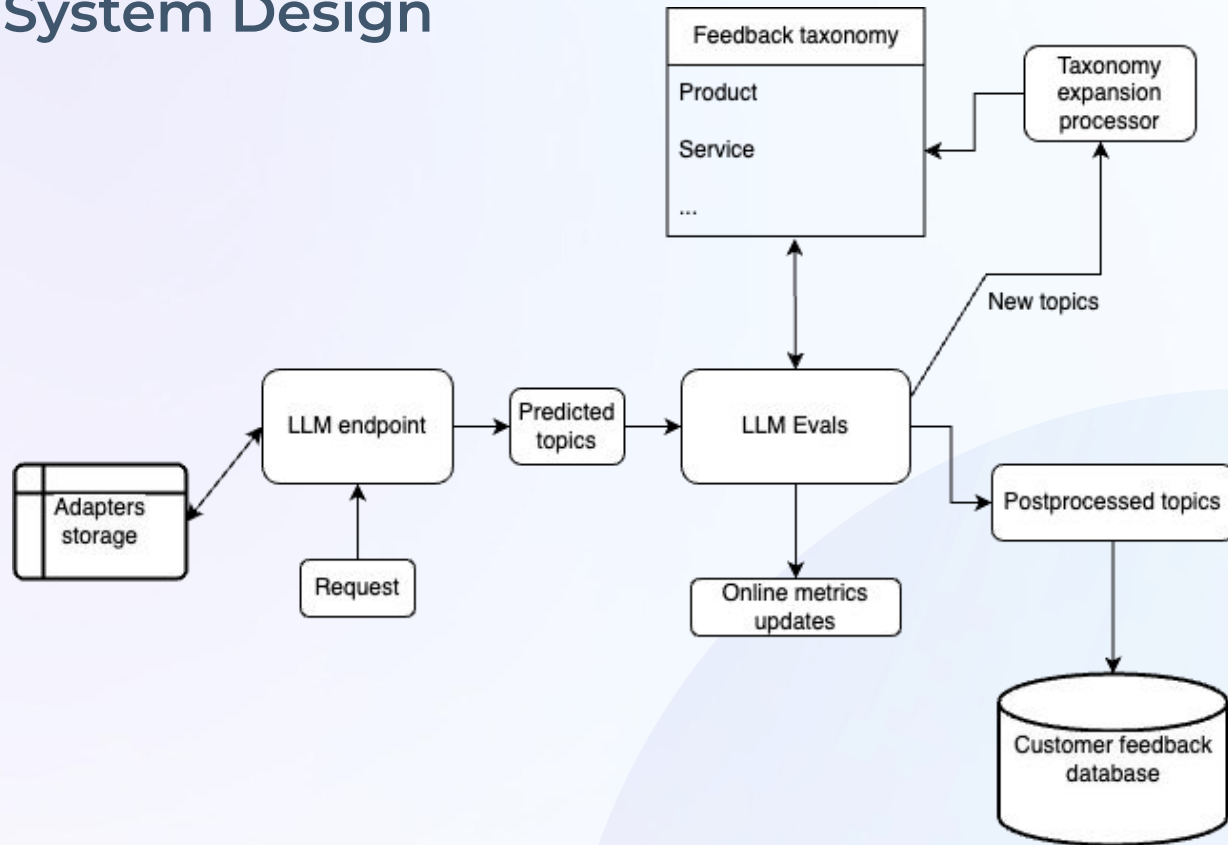 System Design
Feedback taxonomy
Product
Service
...
Taxonomy
expansion
processor
New topics
LLM endpoint
Predicted
topics
LLM Evals
Adapters
storage
Request
Postprocessed topics
Online metrics
updates
Customer feedback
database